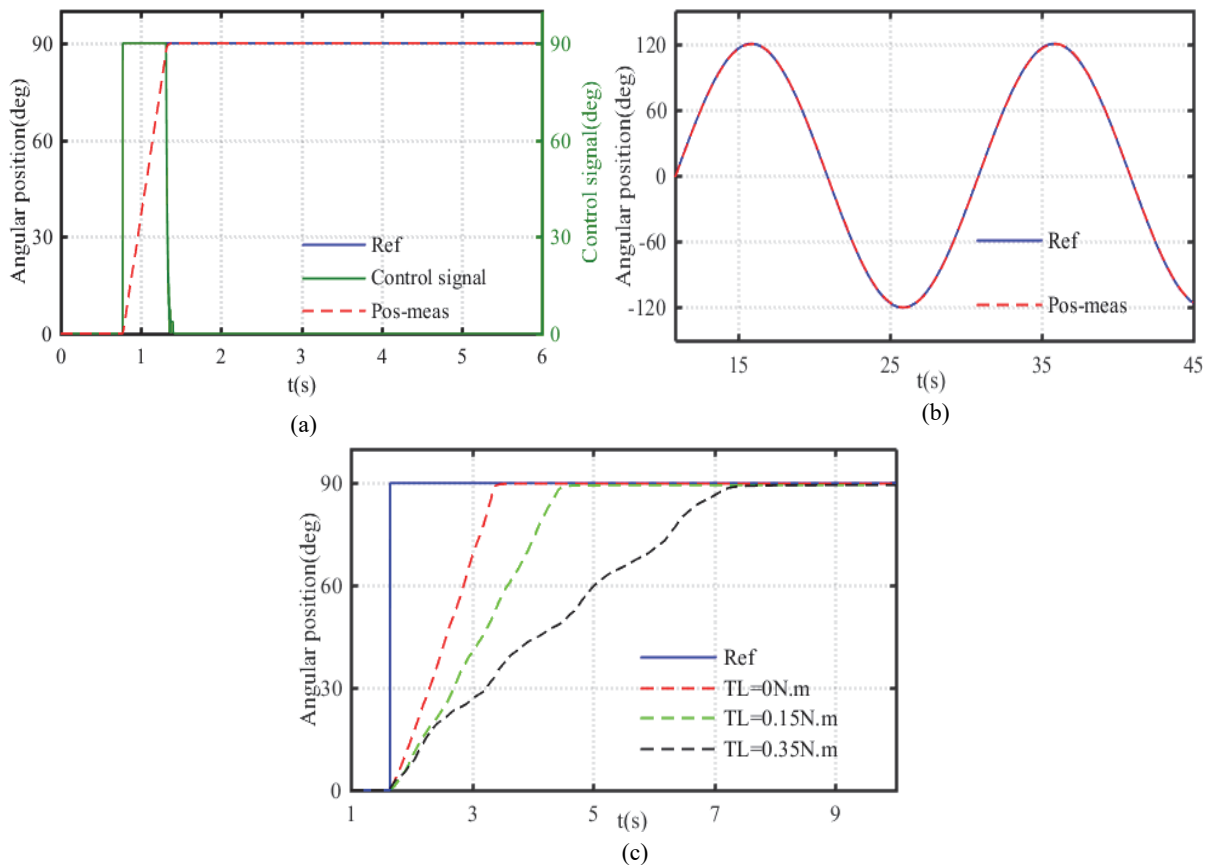 90
60
30
0
Angular position(deg)
90
60
30
0
Control signal(deg)
Ref
Control signal
Pos-meas
0 1 2 3 4 5 6
t(s)
(a)
120
60
0
-60
-120
Angular position(deg)
Ref
Pos-meas
15 25 35 45
t(s)
(b)
90
60
30
0
Angular position(deg)
Ref
TL=0N.m
TL=0.15N.m
TL=0.35N.m
1 3 5 7 9
t(s)
(c)